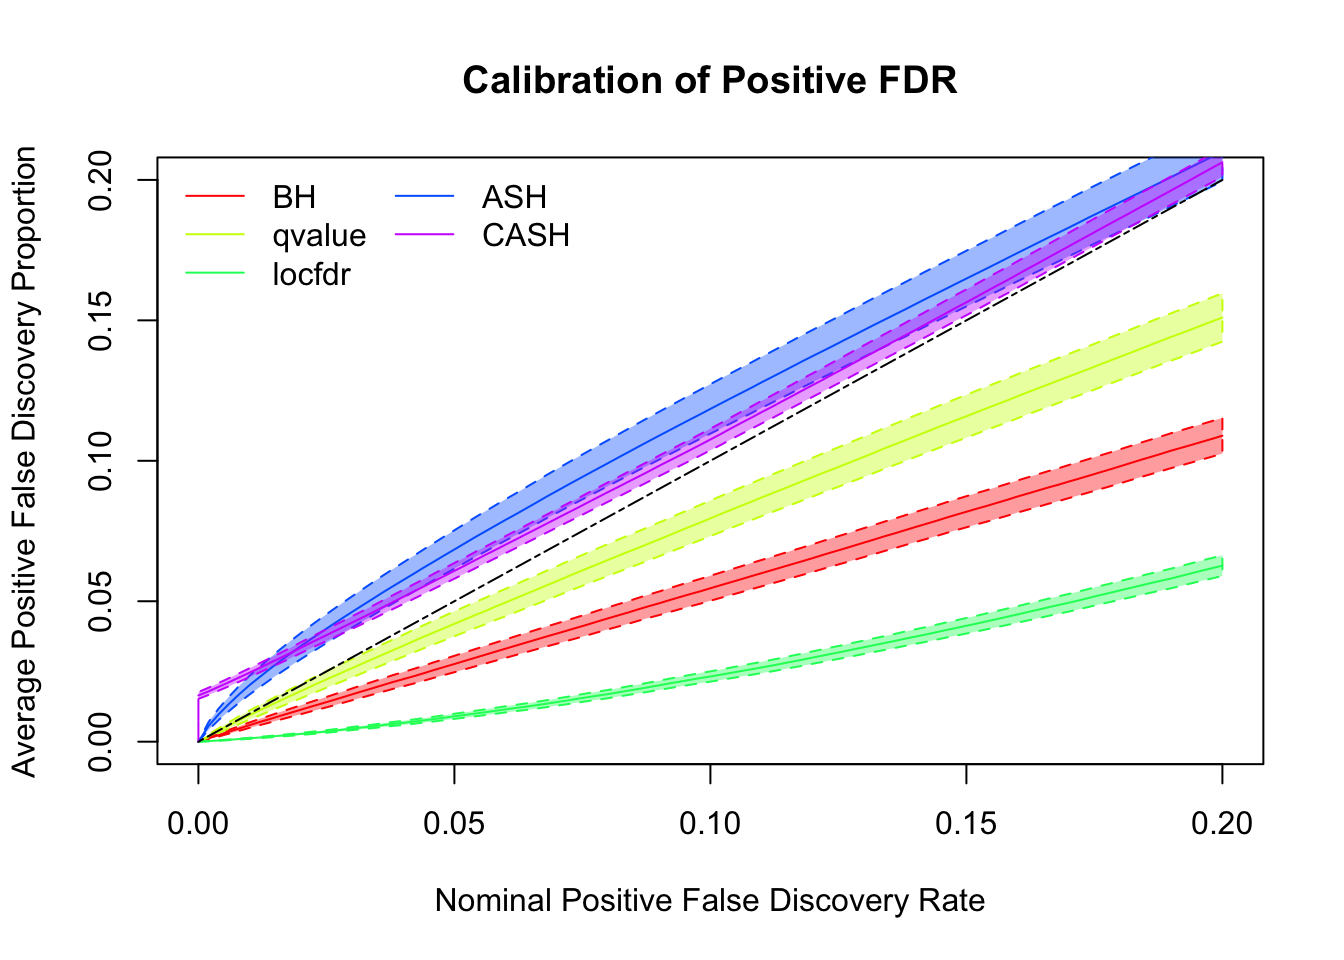 Calibration of Positive FDR
Average Positive False Discovery Proportion
0.20
0.15
0.10
0.05
0.00
BH
qvalue
locfdr
ASH
CASH
0.00 0.05 0.10 0.15 0.20
Nominal Positive False Discovery Rate